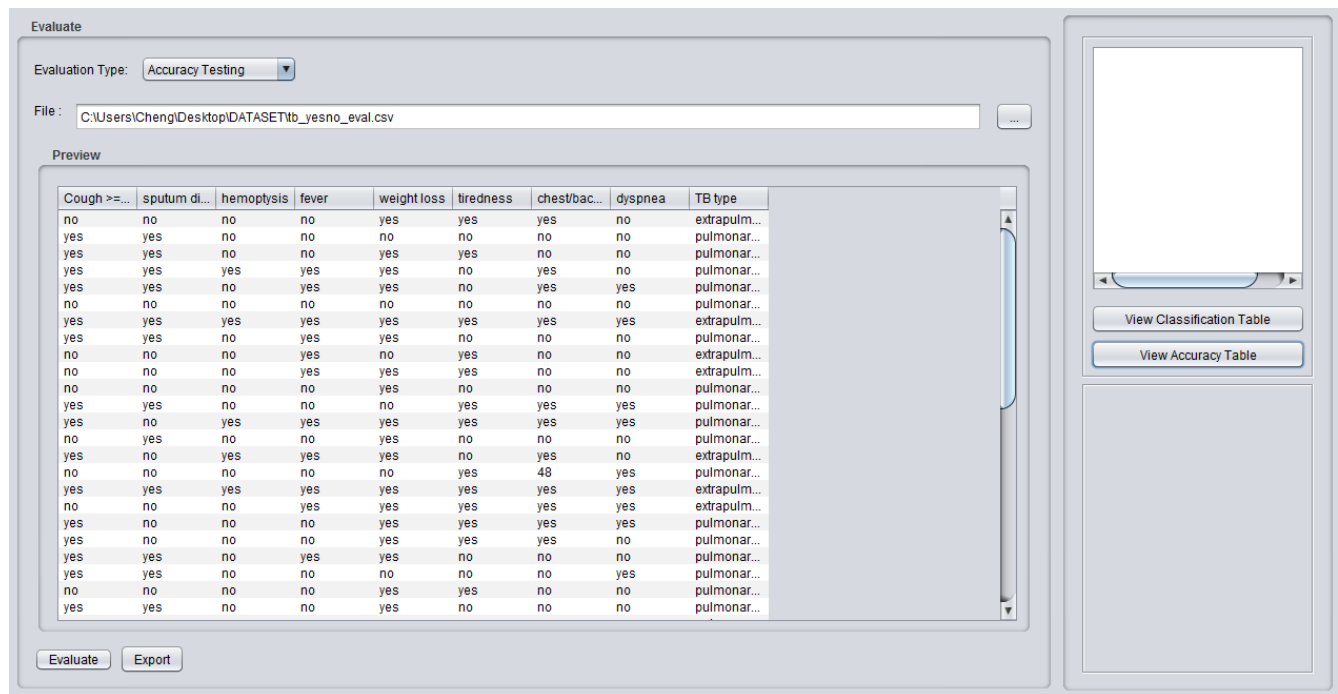 Evaluate
Evaluation Type: Accuracy Testing
File : C:\Users\Cheng\Desktop\DATASET\tb_yesno_eval.csv ...
Preview
Cough >=... sputum di... hemoptysis fever weight loss tiredness chest/bac... dyspnea TB type
no no no no yes yes yes no extrapulm...
yes yes no no no no no no pulmonar...
yes yes no no yes yes no no pulmonar...
yes yes yes yes yes no yes no pulmonar...
yes yes no yes yes no yes yes pulmonar...
no no no no no no no no pulmonar...
yes yes yes yes yes yes yes yes extrapulm...
yes yes no yes yes no no no pulmonar...
no no no yes no yes no no extrapulm...
no no no yes yes yes no no extrapulm...
no no no no yes no no no pulmonar...
yes yes no no no yes yes yes pulmonar...
yes no yes yes yes yes yes yes pulmonar...
no yes no no yes no no no pulmonar...
yes no yes yes yes no yes no extrapulm...
no no no no no yes 48 yes pulmonar...
yes yes yes yes yes yes yes yes extrapulm...
no no no yes yes yes yes yes extrapulm...
yes no no no yes yes yes yes pulmonar...
yes no no no yes yes yes no pulmonar...
yes yes no yes yes no no no pulmonar...
yes yes no no no no no yes pulmonar...
no no no no yes yes no no pulmonar...
yes yes no no yes no no no pulmonar...
Evaluate Export
View Classification Table
View Accuracy Table